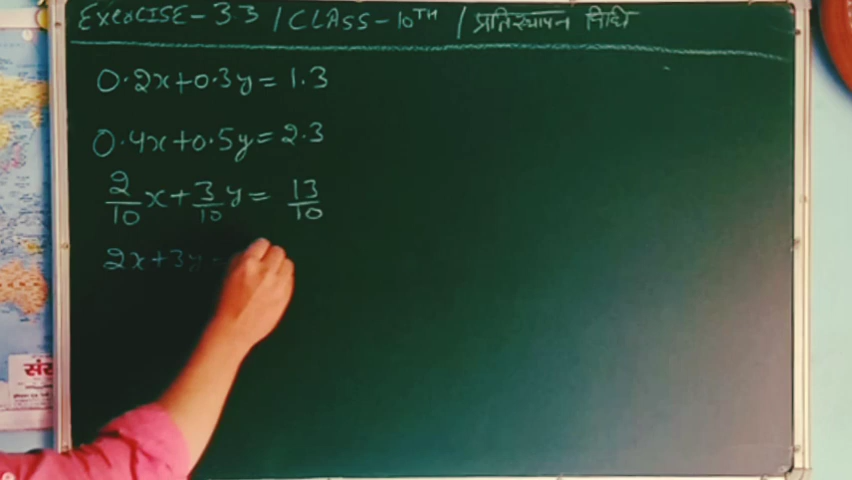 Exercise-3.3 / CLASS-10TH / प्रतिस्थापन विधि
0.2x+0.3y=1.3
0.4x+0.5y=2.3
2/10 x + 3/10 y = 13/10
2x+3y=
संस